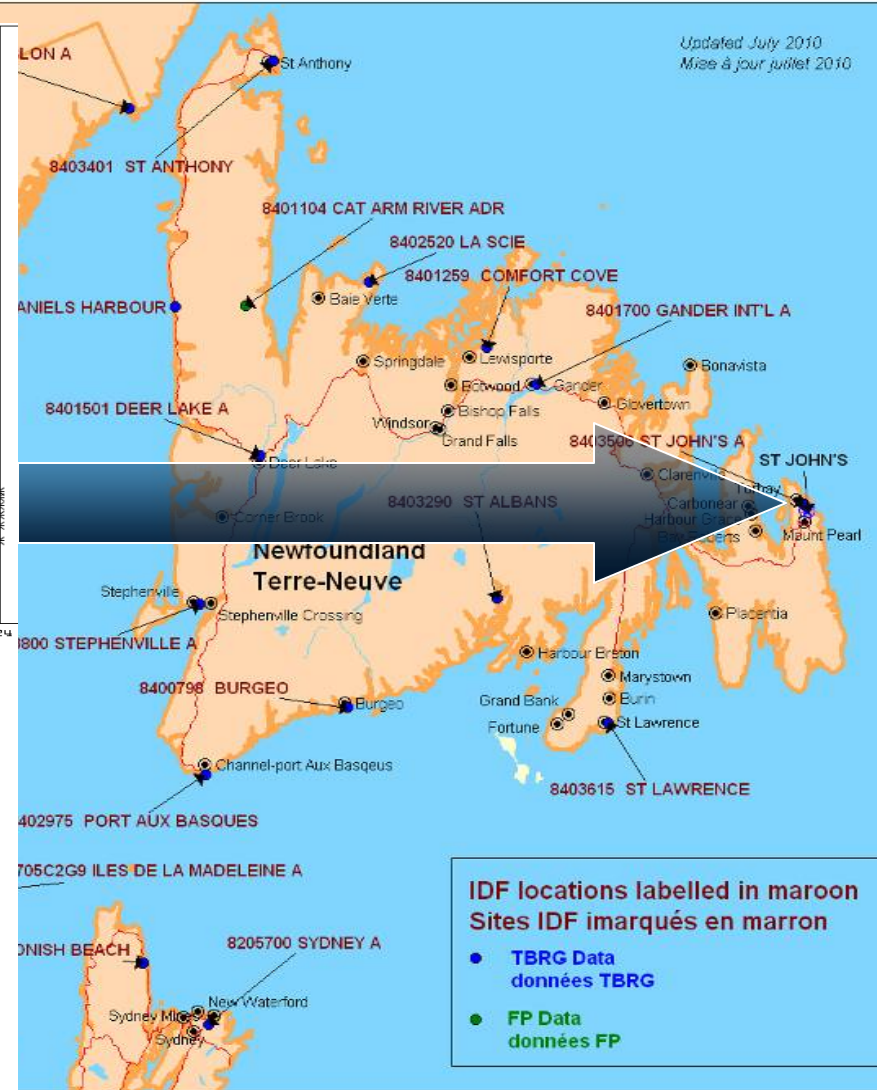 Updated July 2010
Mise à jour juillet 2010
LON A
St Anthony
8403401 ST ANTHONY
8401104 CAT ARM RIVER ADR
8402520 LA SCIE
8401259 COMFORT COVE
ANIELS HARBOUR
Baie Verte
8401700 GANDER INT'L A
Springdale
Lewisporte
Bonavista
Botwood
Gander
8401501 DEER LAKE A
Bishop Falls
Glovertown
Windsor
Grand Falls
8403506 ST JOHN'S A
ST JOHN'S
Deer Lake
Clarenville
Torbay
8403290 ST ALBANS
Carbonear
Corner Brook
Harbour Grace
Bay Roberts
Mount Pearl
Newfoundland
Terre-Neuve
Stephenville
Stephenville Crossing
Placentia
800 STEPHENVILLE A
Harbour Breton
Marystown
8400798 BURGEO
Burgeo
Burin
Grand Bank
Fortune
St Lawrence
Channel-port Aux Basqeus
8403615 ST LAWRENCE
402975 PORT AUX BASQUES
705C2G9 ILES DE LA MADELEINE A
IDF locations labelled in maroon
Sites IDF imarqués en marron
ONISH BEACH
8205700 SYDNEY A
TBRG Data
données TBRG
New Waterford
Sydney Mines
Sydney
FP Data
données FP